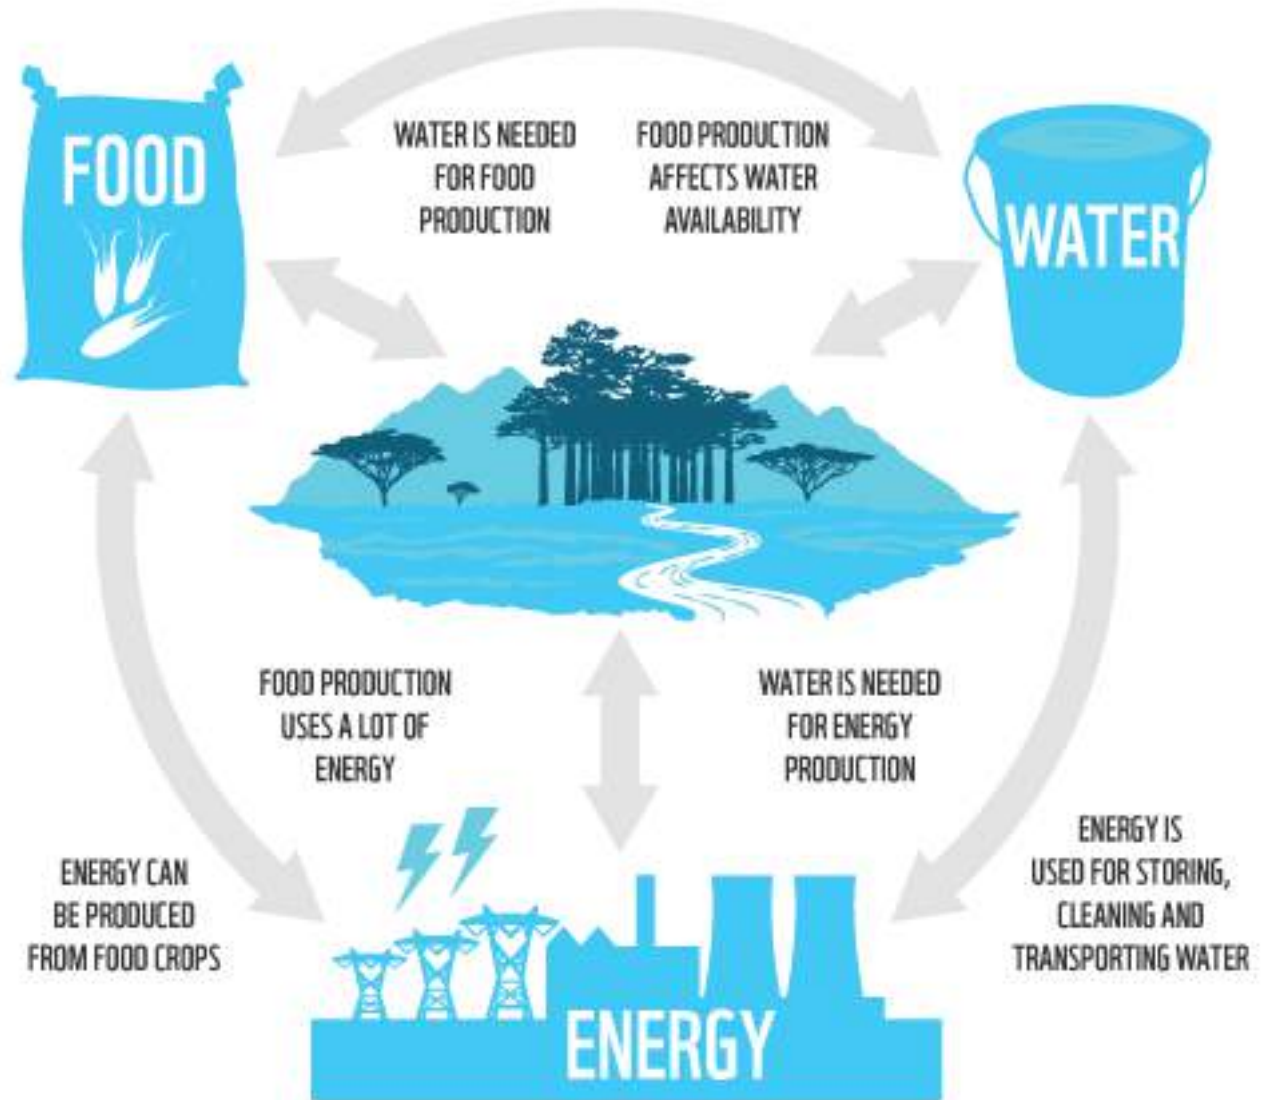 FOOD
WATER IS NEEDED
FOR FOOD
PRODUCTION
FOOD PRODUCTION
AFFECTS WATER
AVAILABILITY
WATER
FOOD PRODUCTION
USES A LOT OF
ENERGY
WATER IS NEEDED
FOR ENERGY
PRODUCTION
ENERGY CAN
BE PRODUCED
FROM FOOD CROPS
ENERGY IS
USED FOR STORING,
CLEANING AND
TRANSPORTING WATER
ENERGY